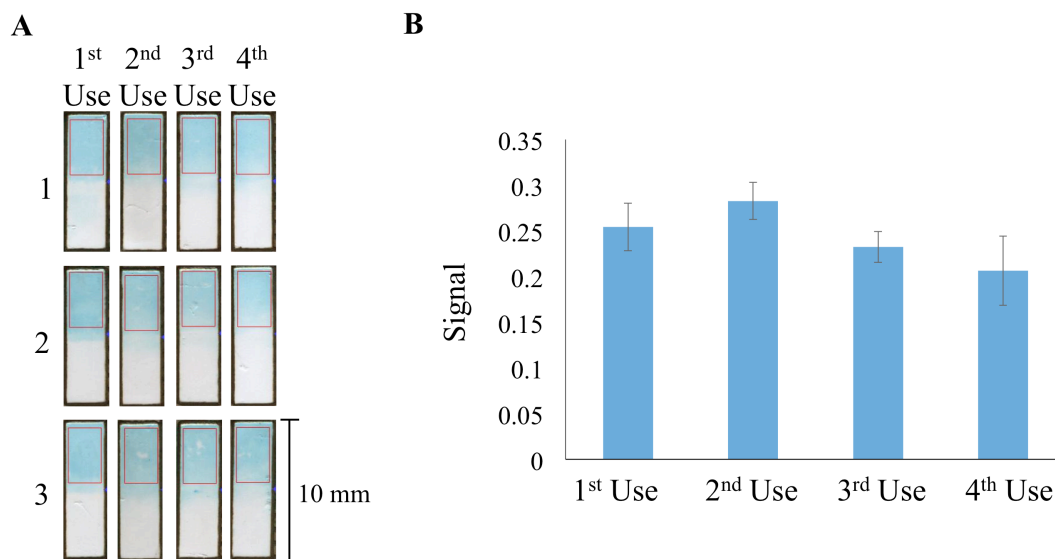 A
1st 2nd 3rd 4th
Use Use Use Use
1
2
3
10 mm
B
0.35
0.3
0.25
0.2
0.15
0.1
0.05
0
Signal
1st Use 2nd Use 3rd Use 4th Use